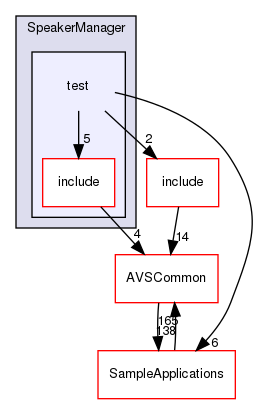 SpeakerManager
test
5
2
include
include
4
14
AVSCommon
165
138
6
SampleApplications